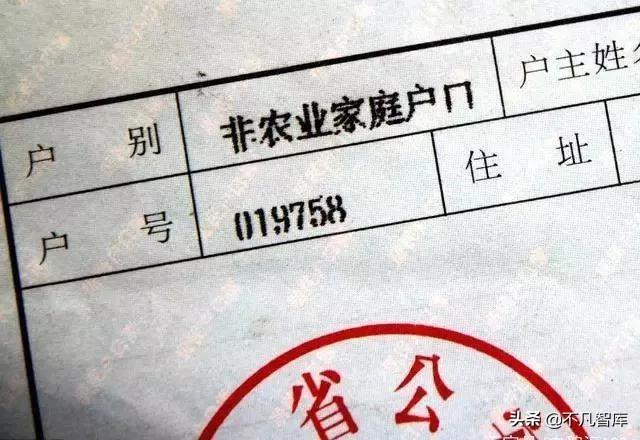 户别 非农业家庭户口 户主姓名
户号 019758 住址
省公
头条@不凡智库